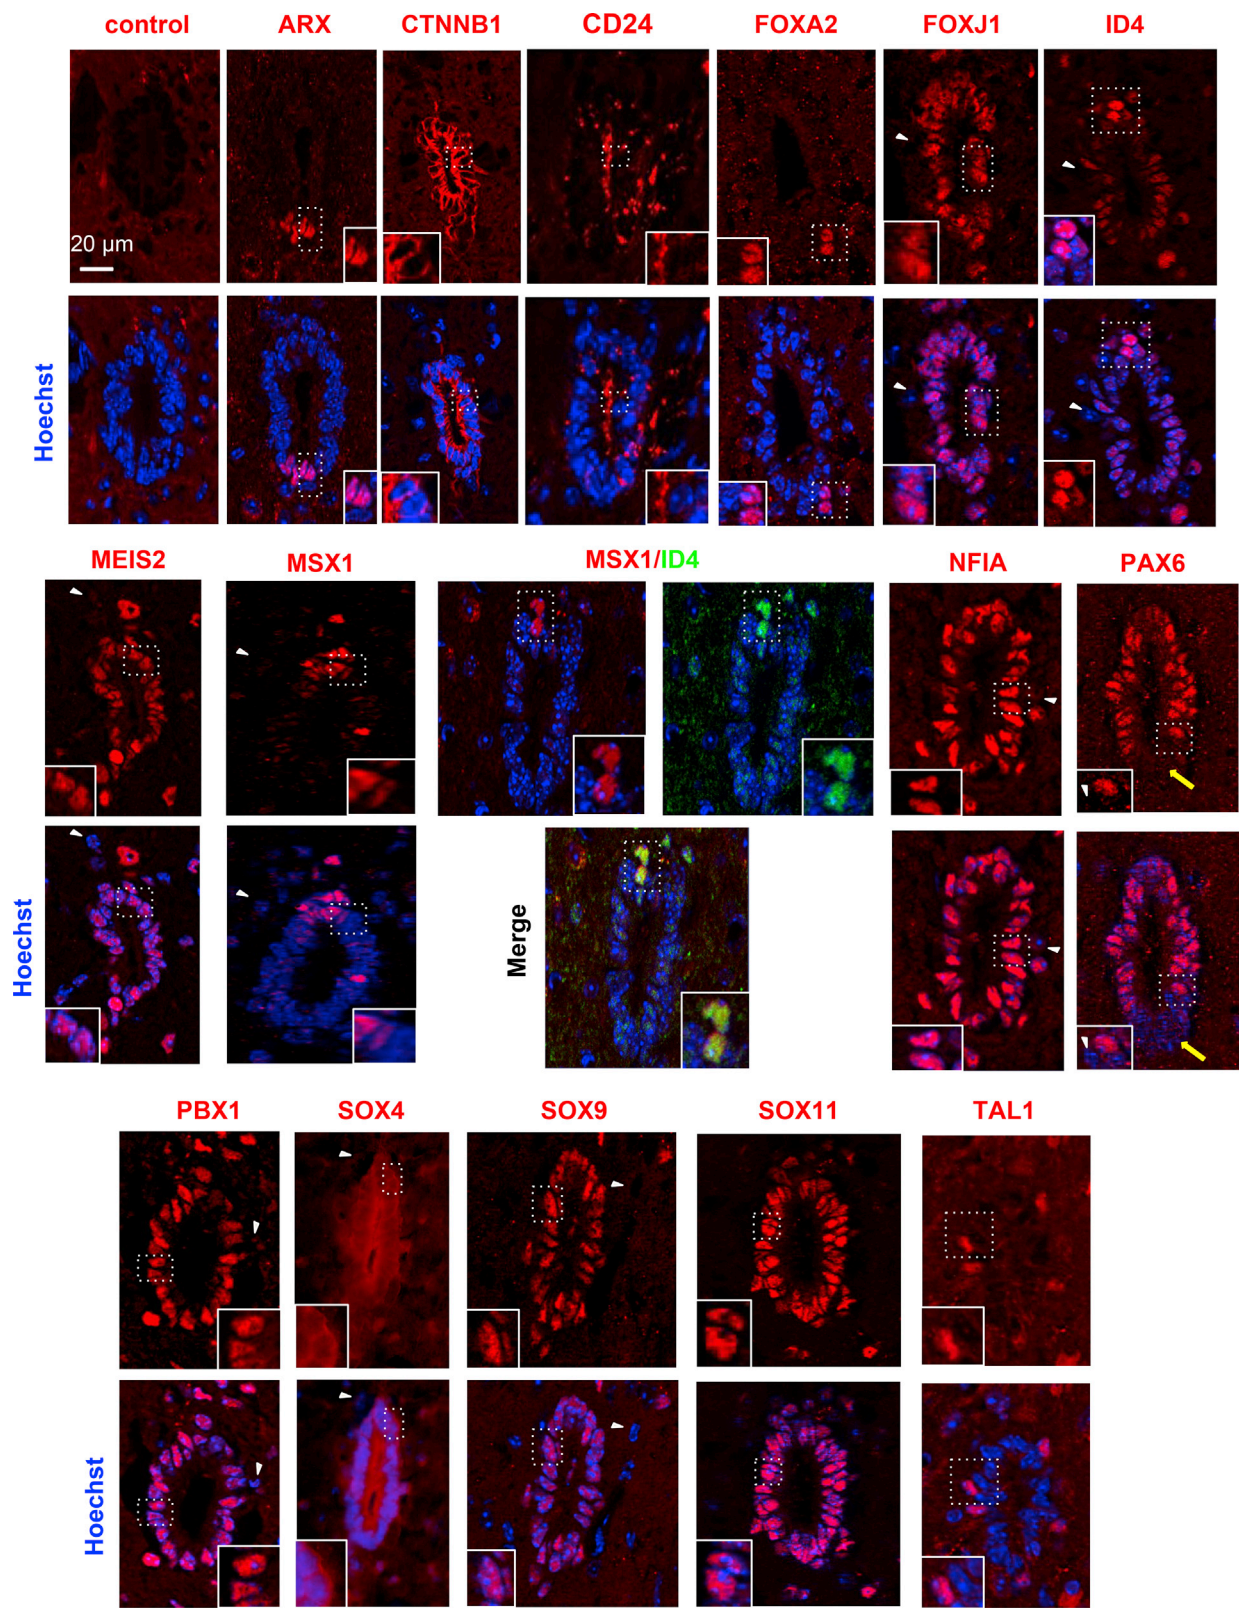 control ARX CTNNB1 CD24 FOXA2 FOXJ1 ID4
20 µm
Hoechst
MEIS2 MSX1 MSX1/ID4 NFIA PAX6
Hoechst
Merge
PBX1 SOX4 SOX9 SOX11 TAL1
Hoechst